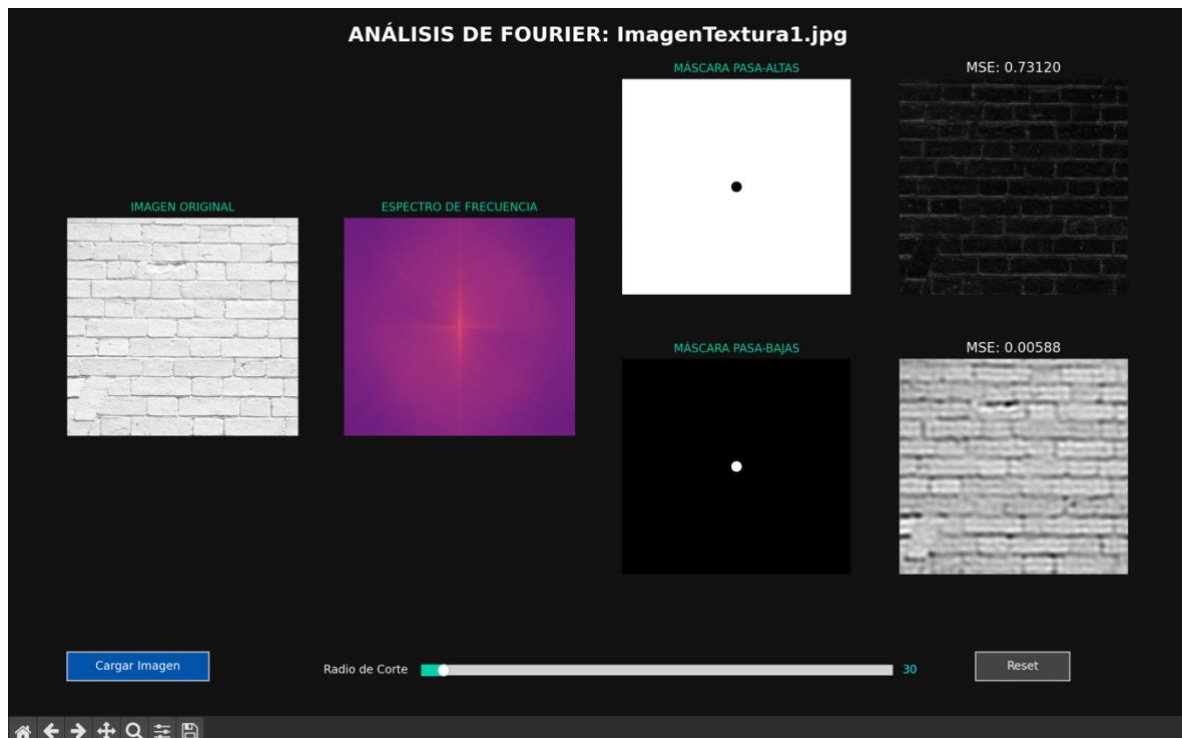 ANÁLISIS DE FOURIER: ImagenTextura1.jpg
MÁSCARA PASA-ALTAS
MSE: 0.73120
IMAGEN ORIGINAL
ESPECTRO DE FRECUENCIA
MÁSCARA PASA-BAJAS
MSE: 0.00588
Cargar Imagen
Radio de Corte
30
Reset